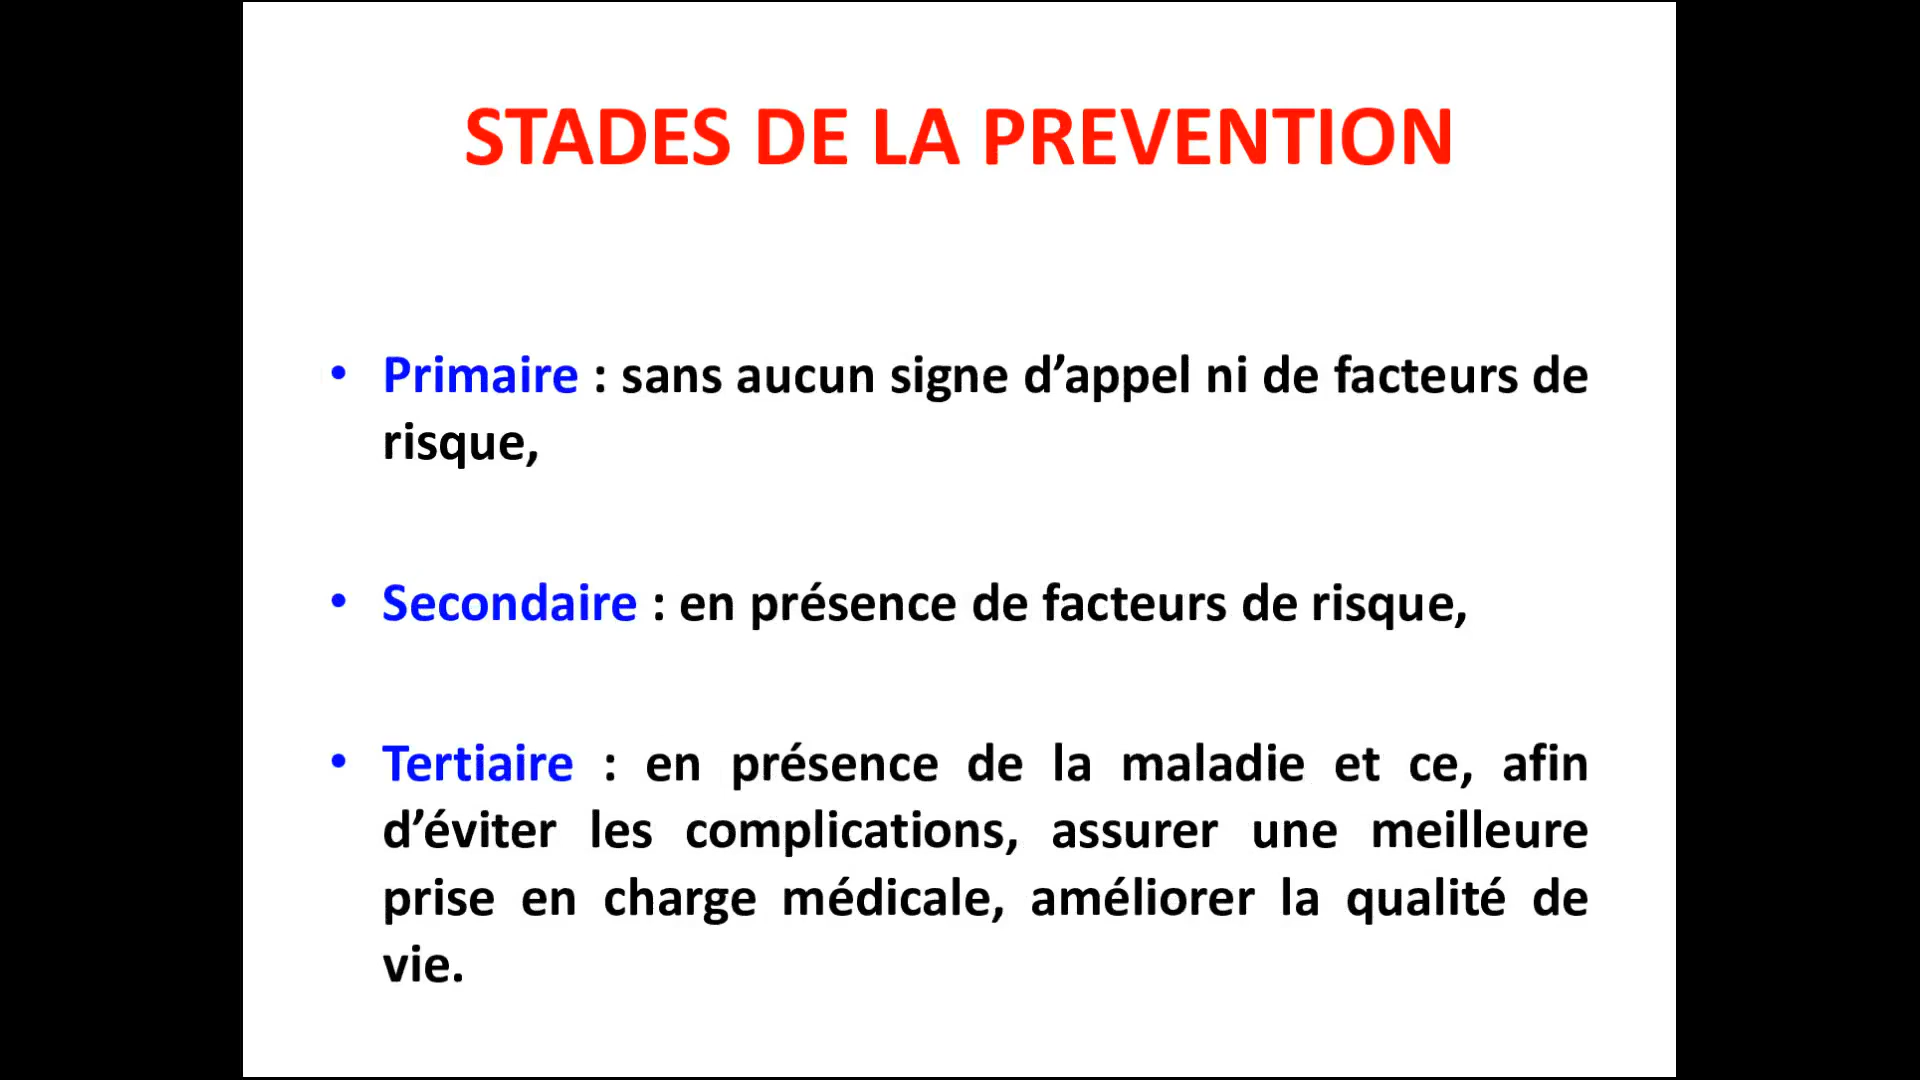 STADES DE LA PREVENTION
• Primaire : sans aucun signe d’appel ni de facteurs de
risque,
• Secondaire : en présence de facteurs de risque,
• Tertiaire : en présence de la maladie et ce, afin
d’éviter les complications, assurer une meilleure
prise en charge médicale, améliorer la qualité de
vie.